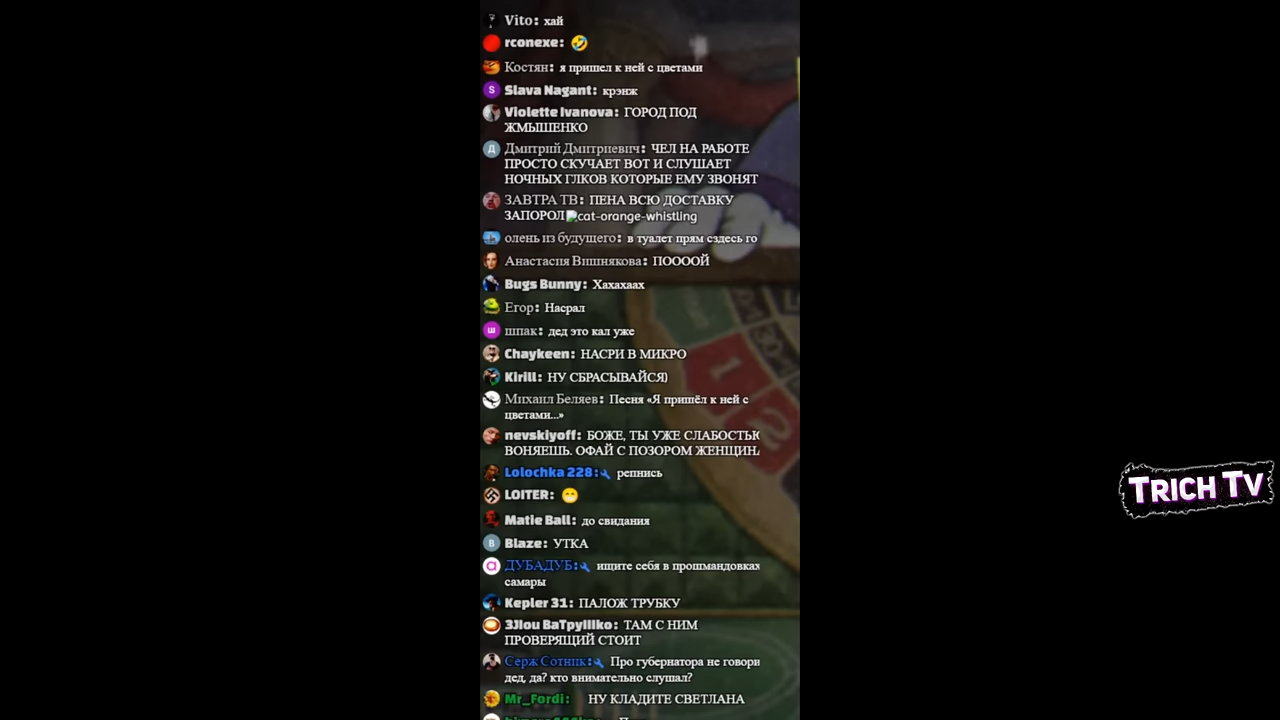 Vito: хай
rconexe: 🤣
Костян: я пришел к ней с цветами
S Slava Nagant: крэнж
Violette Ivanova: ГОРОД ПОД
ЖМЫШЕНКО
Д Дмитрий Дмитриевич: ЧЕЛ НА РАБОТЕ
ПРОСТО СКУЧАЕТ ВОТ И СЛУШАЕТ
НОЧНЫХ ГЛКОВ КОТОРЫЕ ЕМУ ЗВОНЯТ
ЗАВТРА ТВ: ПЕНА ВСЮ ДОСТАВКУ
ЗАПОРОЛ cat-orange-whistling
олень из будущего: в туалет прям сздесь го
Анастасия Вишнякова: ПООООЙ
Bugs Bunny: Хахахаах
Егор: Насрал
ш шпак: дед это кал уже
Chaykeen: НАСРИ В МИКРО
Kirill: НУ СБРАСЫВАЙСЯ)
Михаил Беляев: Песня «Я пришёл к ней с
цветами...»
nevskiyoff: БОЖЕ, ТЫ УЖЕ СЛАБОСТЬЮ
ВОНЯЕШЬ. ОФАЙ С ПОЗОРОМ ЖЕНЩИНА
Lolochka 228: репнись
LOITER: 😁
Matie Ball: до свидания
B Blaze: УТКА
a ДУБАДУБ: ищите себя в прошмандовках
самары
Kepler 31: ПАЛОЖ ТРУБКУ
3JIou BaTpyIIIko: ТАМ С НИМ
ПРОВЕРЯЩИЙ СТОИТ
Серж Сотник: Про губернатора не говори
дед, да? кто внимательно слушал?
Mr_Fordi: НУ КЛАДИТЕ СВЕТЛАНА
TRICH TV